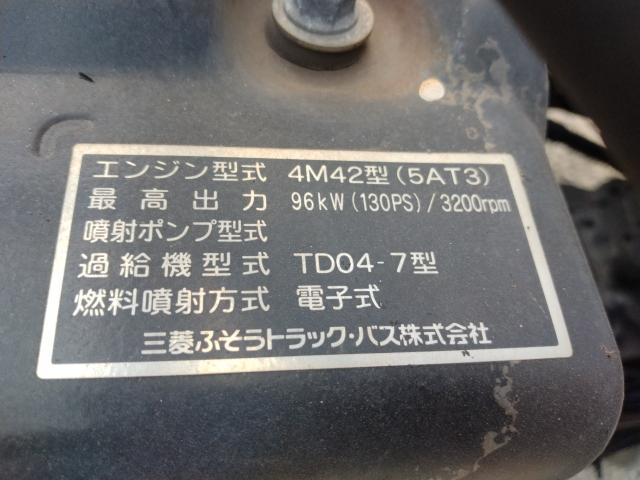 エンジン型式 4M42型(5AT3)
最高出力 96kW(130PS)/3200rpm
噴射ポンプ型式
過給機型式 TD04-7型
燃料噴射方式 電子式
三菱ふそうトラック・バス株式会社